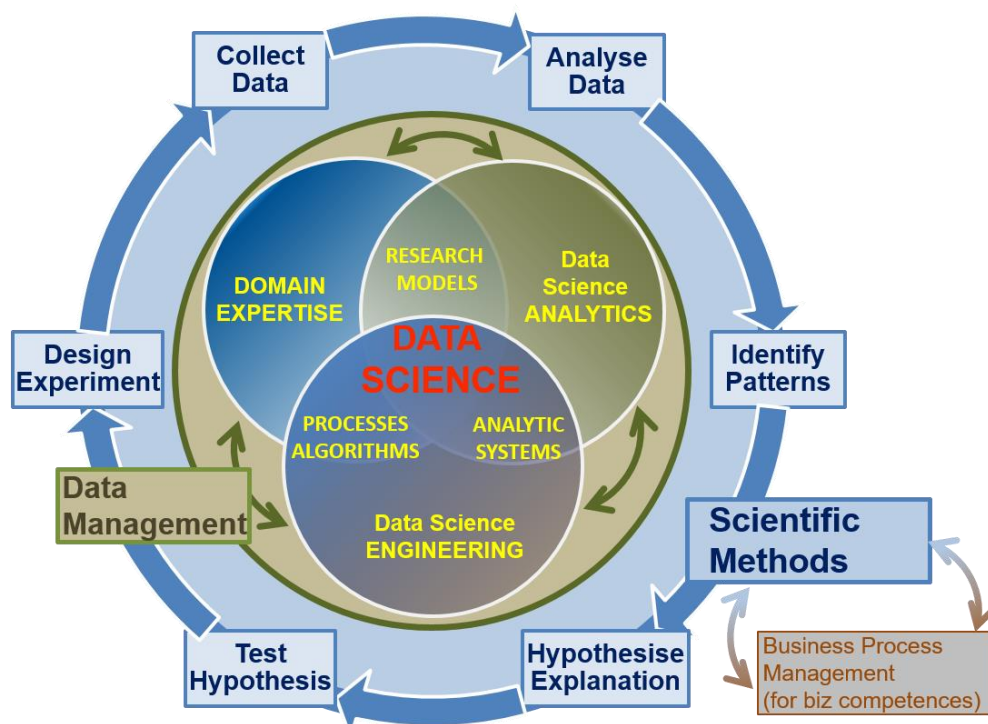 Collect
Data
Analyse
Data
RESEARCH
MODELS
Data
Science
ANALYTICS
DOMAIN
EXPERTISE
DATA
SCIENCE
Design
Experiment
Identify
Patterns
PROCESSES
ALGORITHMS
ANALYTIC
SYSTEMS
Data
Management
Data Science
ENGINEERING
Scientific
Methods
Test
Hypothesis
Hypothesise
Explanation
Business Process
Management
(for biz competences)